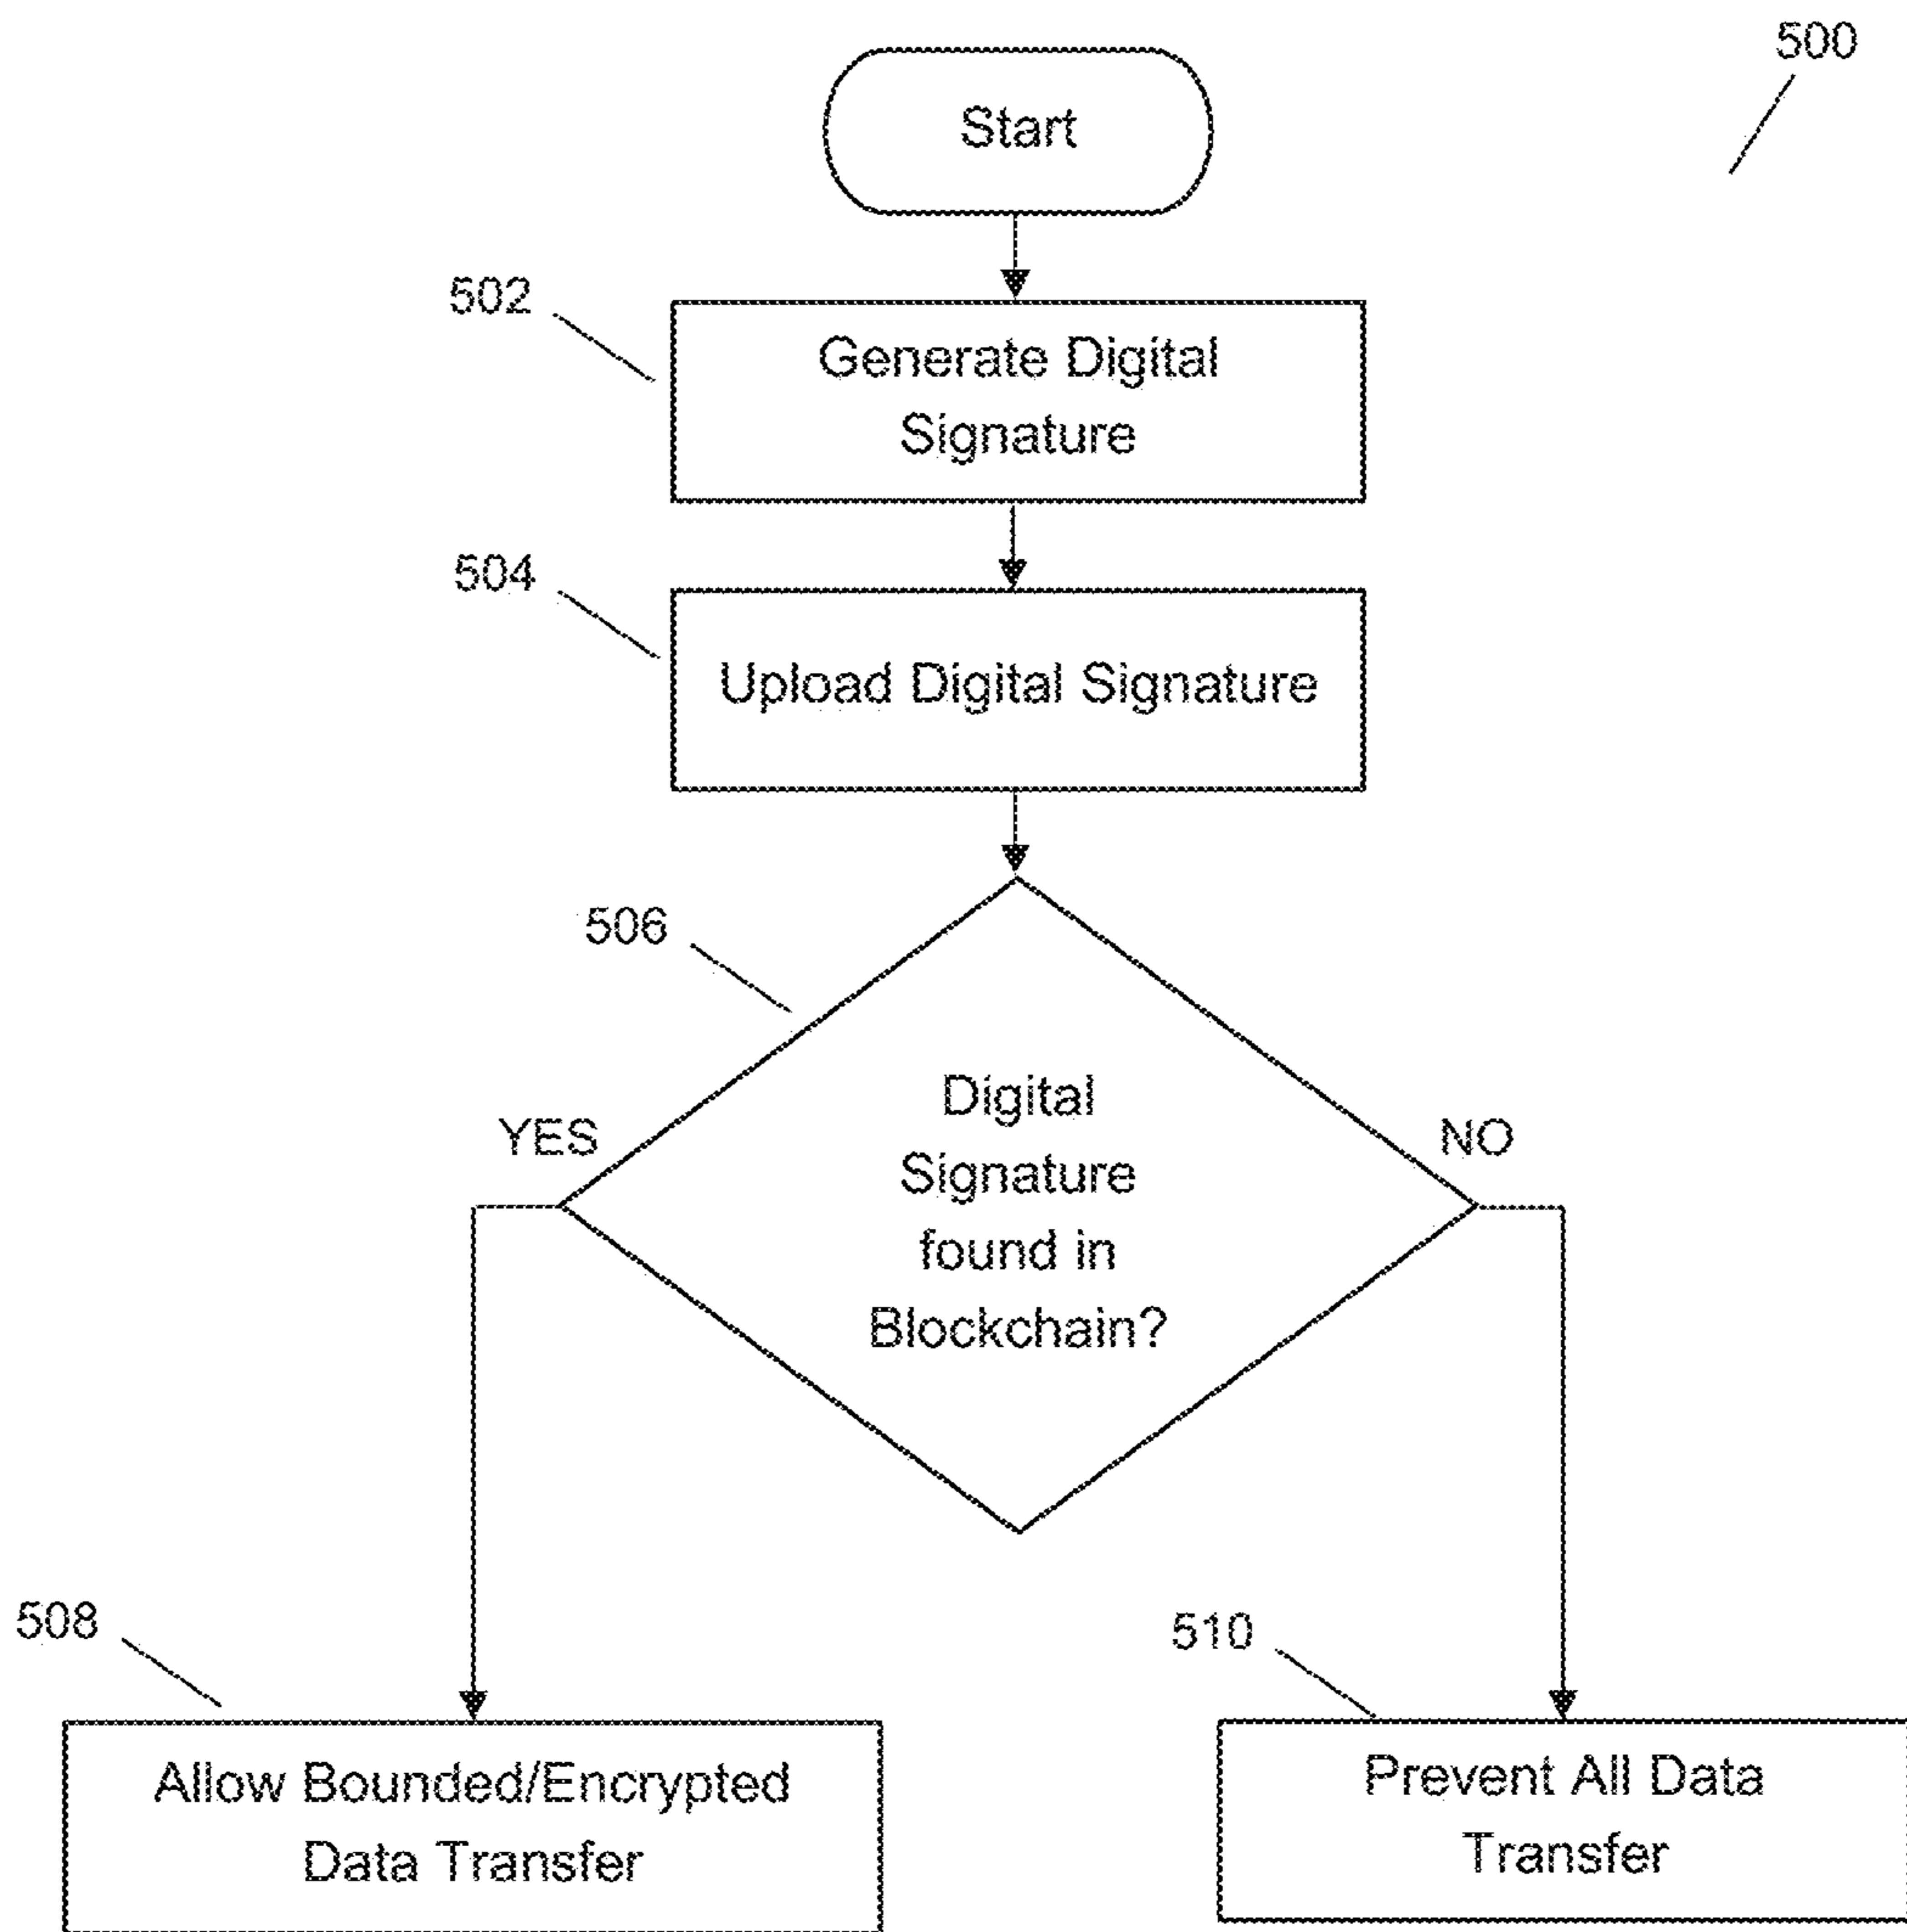 500
Start
502
Generate Digital
Signature
504
Upload Digital Signature
506
Digital
Signature
found in
Blockchain?
YES
NO
508
510
Allow Bounded/Encrypted
Data Transfer
Prevent All Data
Transfer